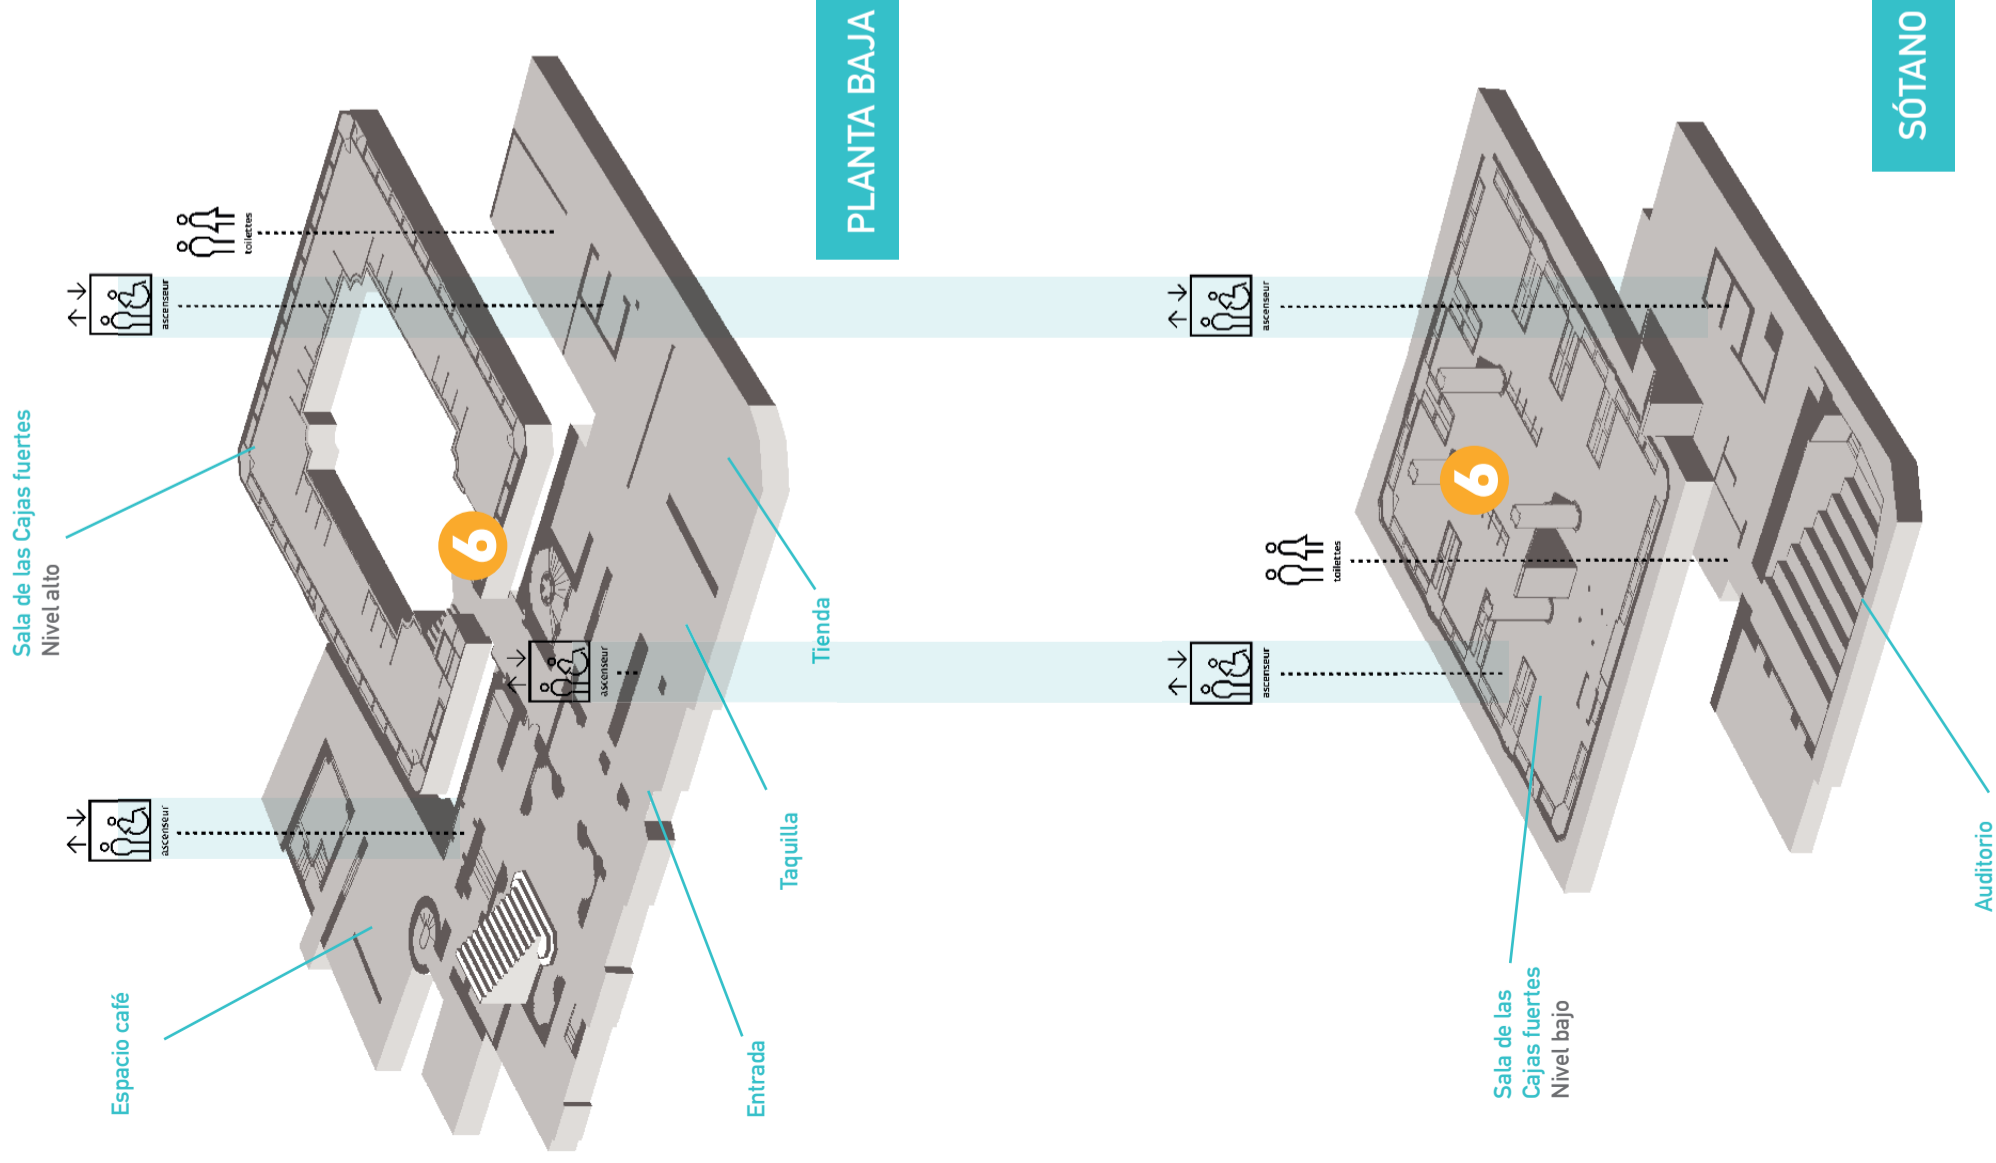 Sala de las Cajas fuertes
Nivel alto
ascenseur
toilettes
PLANTA BAJA
6
ascenseur
ascenseur
Espacio café
Tienda
Taquilla
Entrada
ascenseur
SÓTANO
6
toilettes
ascenseur
Sala de las
Cajas fuertes
Nivel bajo
Auditorio